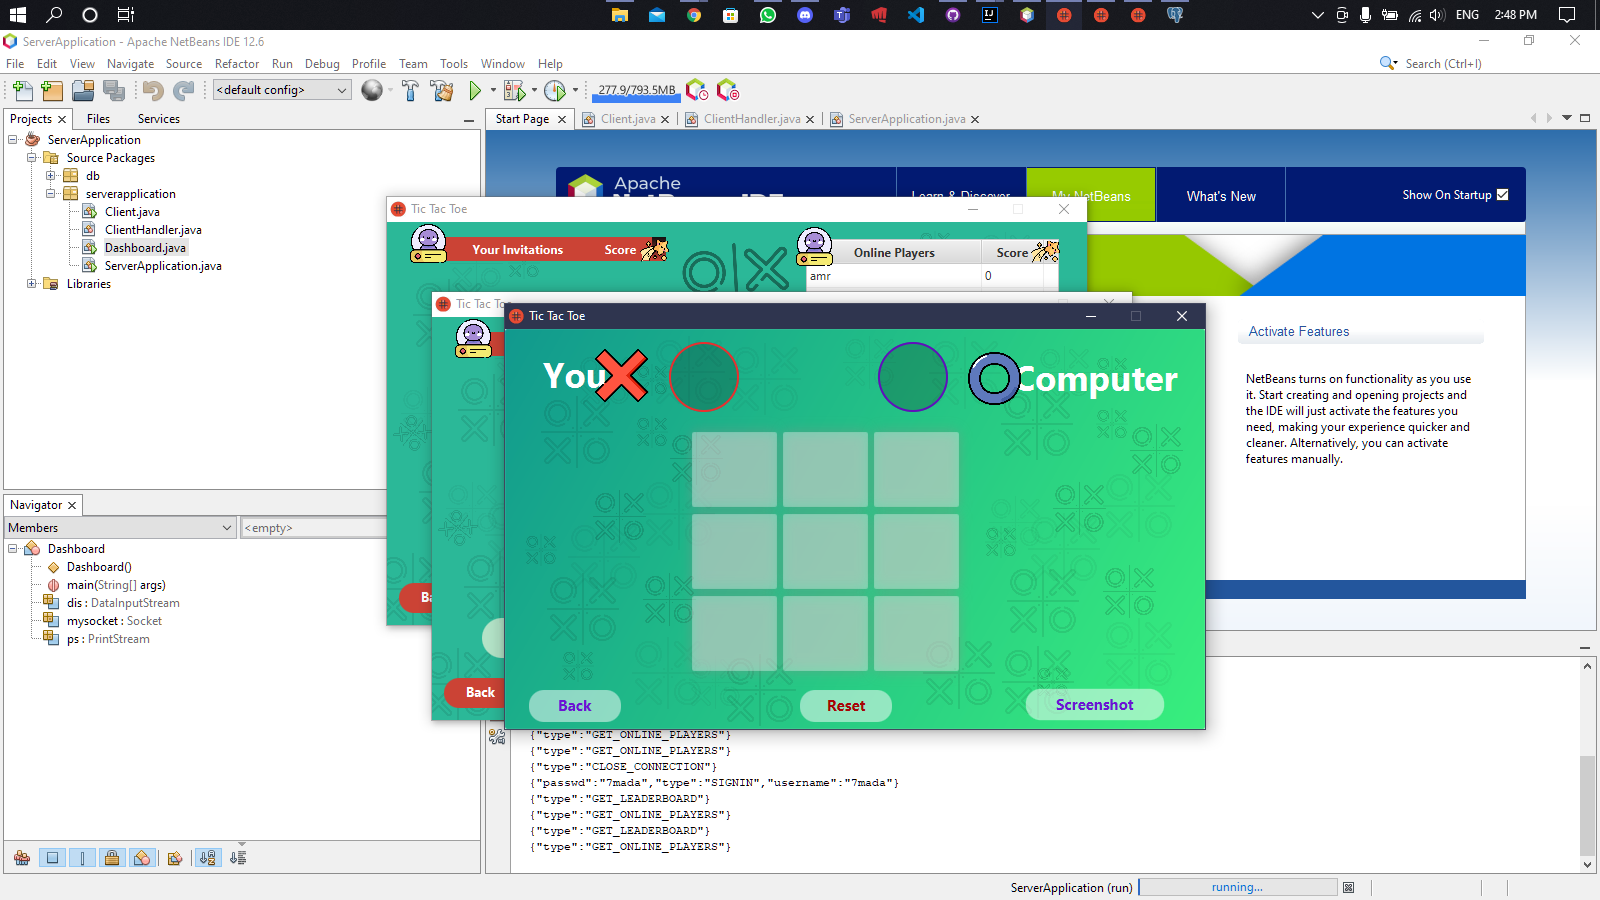 ENG
2:48 PM
ServerApplication - Apache NetBeans IDE 12.6
File Edit View Navigate Source Refactor Run Debug Profile Team Tools Window Help
Search (Ctrl+I)
<default config>
277.9/793.5MB
Projects Files Services
Start Page Client.java ClientHandler.java ServerApplication.java
ServerApplication
Source Packages
db
serverapplication
Client.java
ClientHandler.java
Dashboard.java
ServerApplication.java
Libraries
Apache
Learn & Discover
My NetBeans
What's New
Show On Startup
Tic Tac Toe
Your Invitations Score
Online Players Score
amr 0
Tic Tac
Tic Tac Toe
You
Computer
Back
Reset
Screenshot
Back
Activate Features
NetBeans turns on functionality as you use
it. Start creating and opening projects and
the IDE will just activate the features you
need, making your experience quicker and
cleaner. Alternatively, you can activate
features manually.
Navigator
Members
<empty>
Dashboard
Dashboard()
main(String[] args)
dis : DataInputStream
mysocket : Socket
ps : PrintStream
{"type":"GET_ONLINE_PLAYERS"}
{"type":"GET_ONLINE_PLAYERS"}
{"type":"CLOSE_CONNECTION"}
{"passwd":"7mada","type":"SIGNIN","username":"7mada"}
{"type":"GET_LEADERBOARD"}
{"type":"GET_ONLINE_PLAYERS"}
{"type":"GET_LEADERBOARD"}
{"type":"GET_ONLINE_PLAYERS"}
ServerApplication (run)
running...